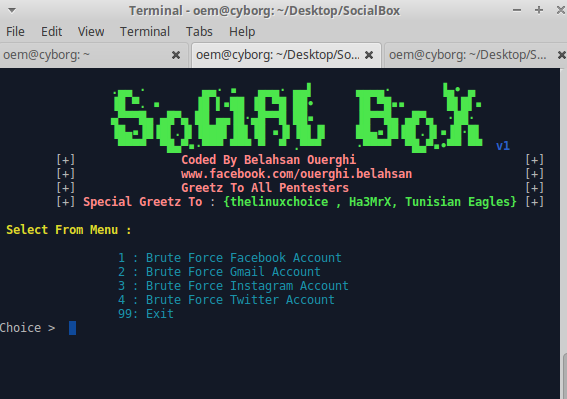 Terminal - oem@cyborg: ~/Desktop/SocialBox
File Edit View Terminal Tabs Help
oem@cyborg: ~
oem@cyborg: ~/Desktop/So...
oem@cyborg: ~/Desktop/S...
SoCIAL BoX v1
[+] Coded By Belahsan Ouerghi [+]
[+] www.facebook.com/ouerghi.belahsan [+]
[+] Greetz To All Pentesters [+]
[+] Special Greetz To : {thelinuxchoice , Ha3MrX, Tunisian Eagles} [+]
Select From Menu :
1 : Brute Force Facebook Account
2 : Brute Force Gmail Account
3 : Brute Force Instagram Account
4 : Brute Force Twitter Account
99: Exit
Choice >